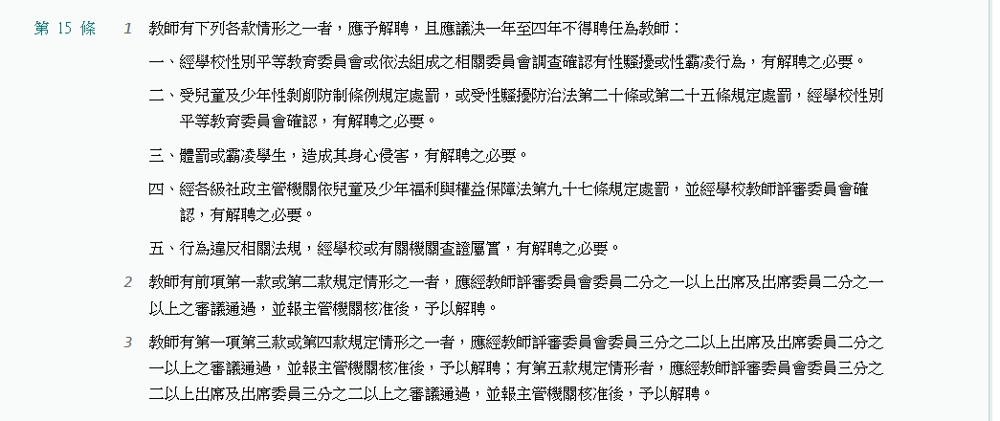 第 15 條 1 教師有下列各款情形之一者，應予解聘，且應議決一年至四年不得聘任為教師：
一、經學校性別平等教育委員會或依法組成之相關委員會調查確認有性騷擾或性霸凌行為，有解聘之必要。
二、受兒童及少年性剝削防制條例規定處罰，或受性騷擾防治法第二十條或第二十五條規定處罰，經學校性別
平等教育委員會確認，有解聘之必要。
三、體罰或霸凌學生，造成其身心侵害，有解聘之必要。
四、經各級社政主管機關依兒童及少年福利與權益保障法第九十七條規定處罰，並經學校教師評審委員會確
認，有解聘之必要。
五、行為違反相關法規，經學校或有關機關查證屬實，有解聘之必要。
2 教師有前項第一款或第二款規定情形之一者，應經教師評審委員會委員二分之一以上出席及出席委員二分之一
以上之審議通過，並報主管機關核准後，予以解聘。
3 教師有第一項第三款或第四款規定情形之一者，應經教師評審委員會委員三分之二以上出席及出席委員二分之
一以上之審議通過，並報主管機關核准後，予以解聘；有第五款規定情形者，應經教師評審委員會委員三分之
二以上出席及出席委員三分之二以上之審議通過，並報主管機關核准後，予以解聘。